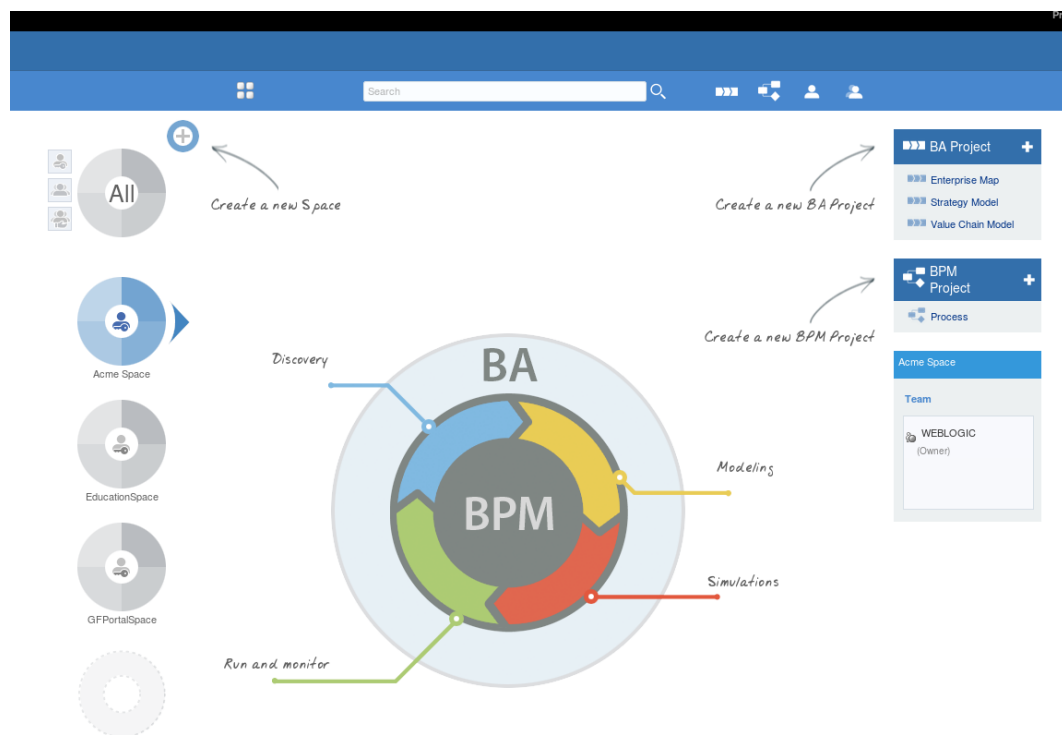 Search
All
Create a new Space
Acme Space
EducationSpace
GFPortalSpace
BA
BPM
Discovery
Modeling
Simulations
Run and monitor
Create a new BA Project
BA Project
Enterprise Map
Strategy Model
Value Chain Model
Create a new BPM Project
BPM
Project
Process
Acme Space
Team
WEBLOGIC
(Owner)